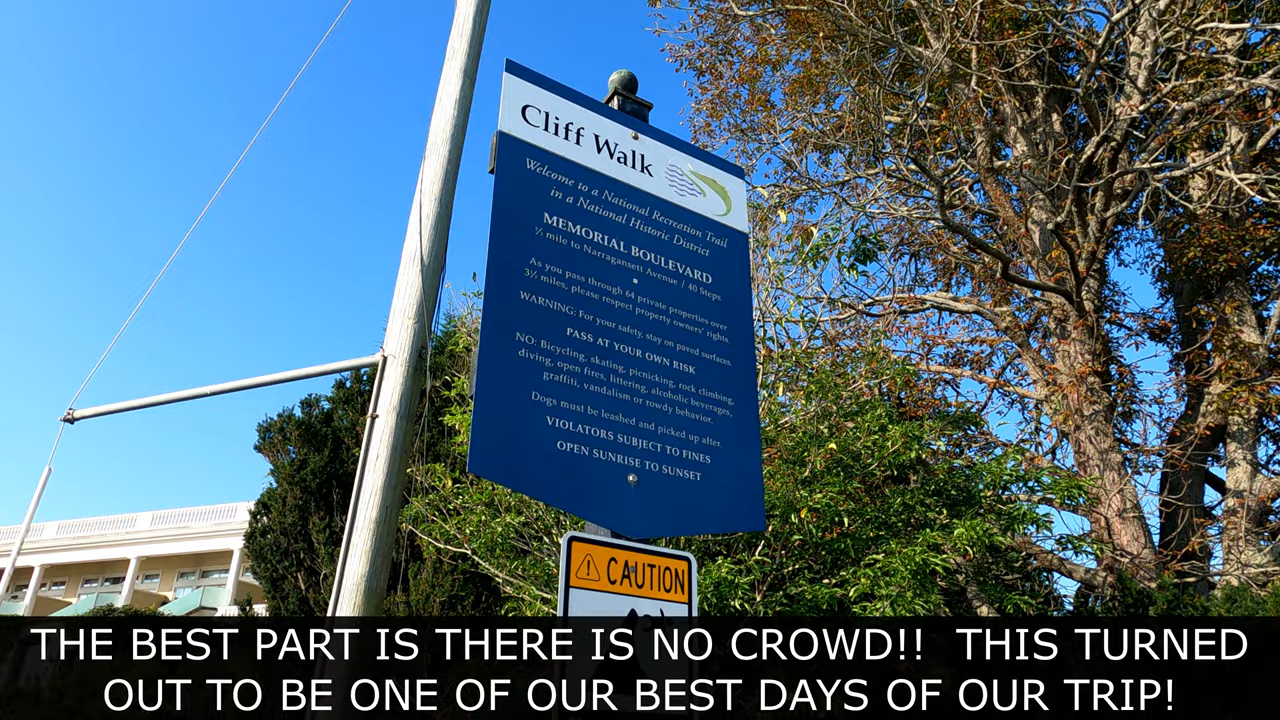 Cliff Walk
Welcome to a National Recreation Trail
in a National Historic District
MEMORIAL BOULEVARD
½ mile to Narragansett Avenue / 40 Steps
As you pass through 64 private properties over
3½ miles, please respect property owners' rights.
WARNING: For your safety, stay on paved surfaces.
PASS AT YOUR OWN RISK
NO: Bicycling, skating, picnicking, rock climbing,
diving, open fires, littering, alcoholic beverages,
graffiti, vandalism or rowdy behavior.
Dogs must be leashed and picked up after.
VIOLATORS SUBJECT TO FINES
OPEN SUNRISE TO SUNSET
CAUTION
THE BEST PART IS THERE IS NO CROWD!! THIS TURNED
OUT TO BE ONE OF OUR BEST DAYS OF OUR TRIP!